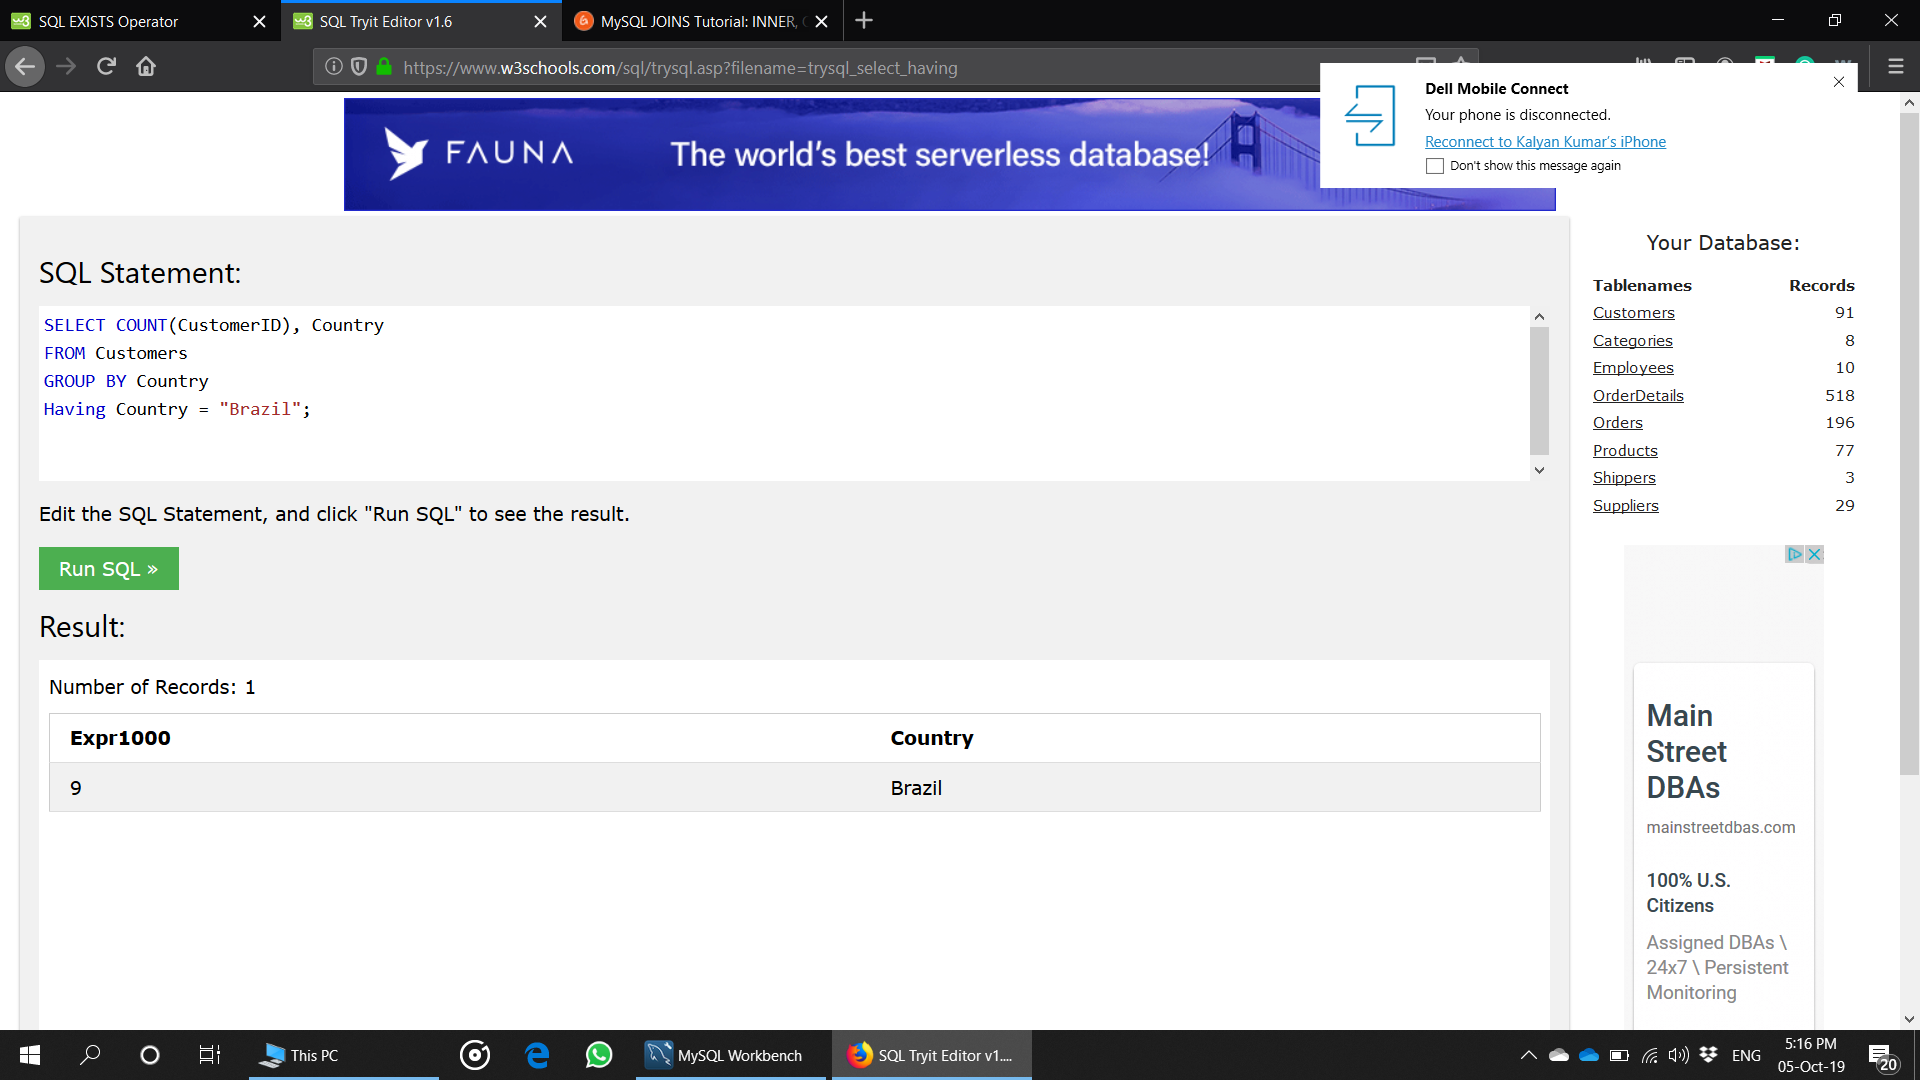 SQL EXISTS Operator
SQL Tryit Editor v1.6
MySQL JOINS Tutorial: INNER,
https://www.w3schools.com/sql/trysql.asp?filename=trysql_select_having
Dell Mobile Connect
Your phone is disconnected.
Reconnect to Kalyan Kumar's iPhone
Don't show this message again
FAUNA
The world's best serverless database!
SQL Statement:
SELECT COUNT(CustomerID), Country
FROM Customers
GROUP BY Country
Having Country = "Brazil";
Edit the SQL Statement, and click "Run SQL" to see the result.
Run SQL »
Result:
Number of Records: 1
Expr1000 Country
9 Brazil
Your Database:
Tablenames Records
Customers 91
Categories 8
Employees 10
OrderDetails 518
Orders 196
Products 77
Shippers 3
Suppliers 29
Main
Street
DBAs
mainstreetdbas.com
100% U.S.
Citizens
Assigned DBAs \
24x7 \ Persistent
Monitoring
This PC
MySQL Workbench
SQL Tryit Editor v1....
ENG
5:16 PM
05-Oct-19
20